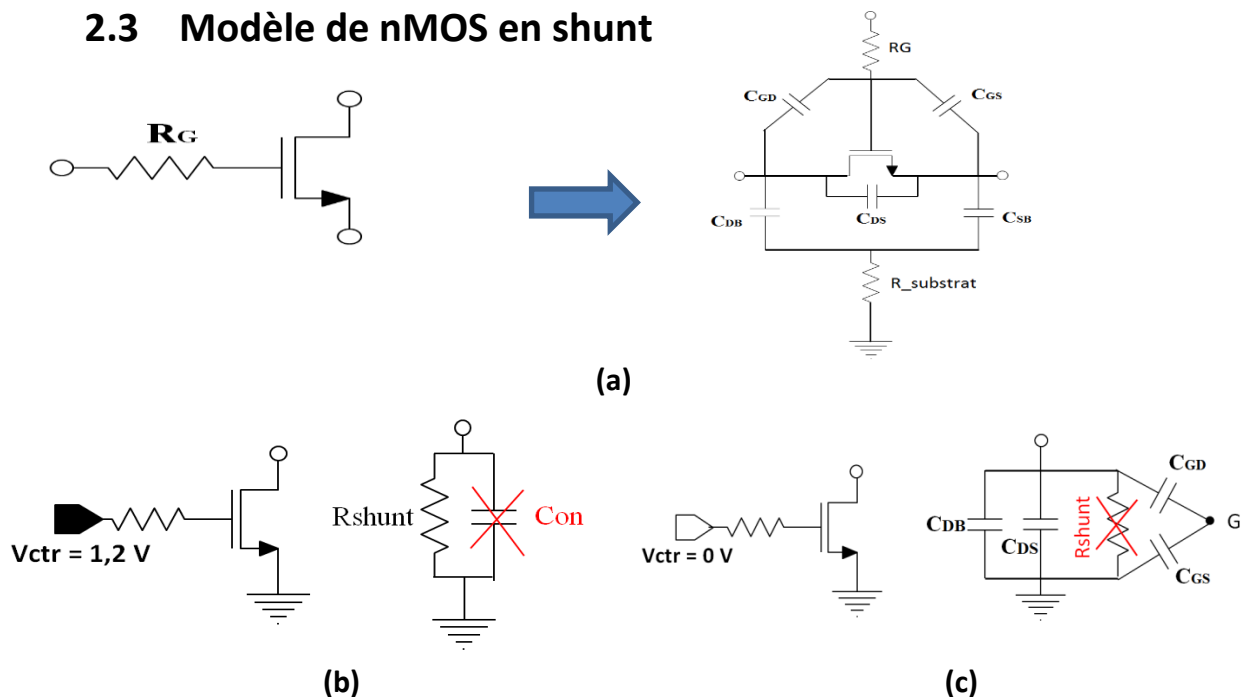 2.3 Modèle de nMOS en shunt
RG
RG
CGD
CGS
CDB
CDS
CSB
R_substrat
(a)
Rshunt
Con
Vctr = 1,2 V
(b)
CGD
CDB
CDS
Rshunt
G
CGS
Vctr = 0 V
(c)